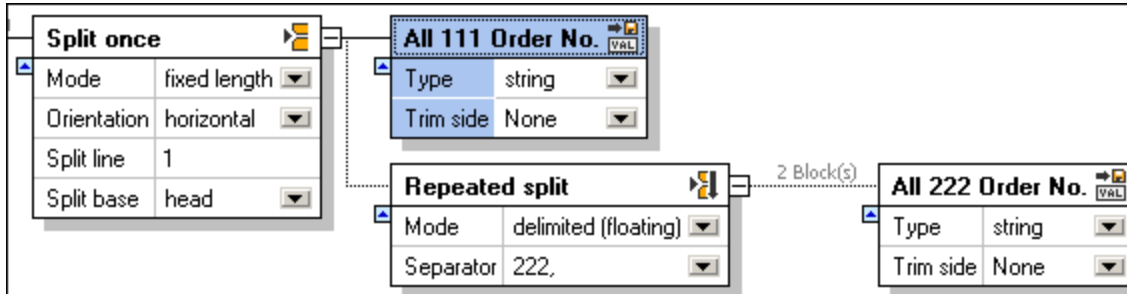 Split once
Mode fixed length
Orientation horizontal
Split line 1
Split base head
All 111 Order No. VAL
Type string
Trim side None
Repeated split
Mode delimited (floating)
Separator 222,
2 Block(s)
All 222 Order No. VAL
Type string
Trim side None